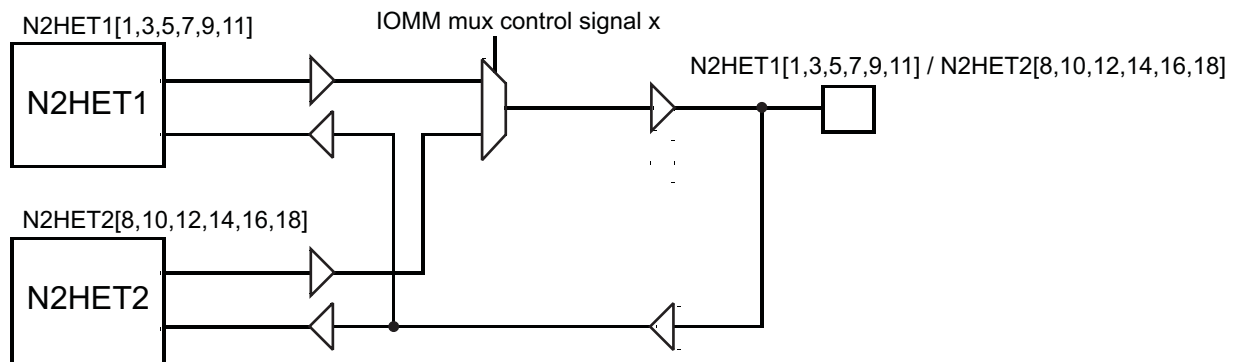 IOMM mux control signal x
N2HET1[1,3,5,7,9,11]
N2HET1[1,3,5,7,9,11] / N2HET2[8,10,12,14,16,18]
N2HET1
N2HET2[8,10,12,14,16,18]
N2HET2